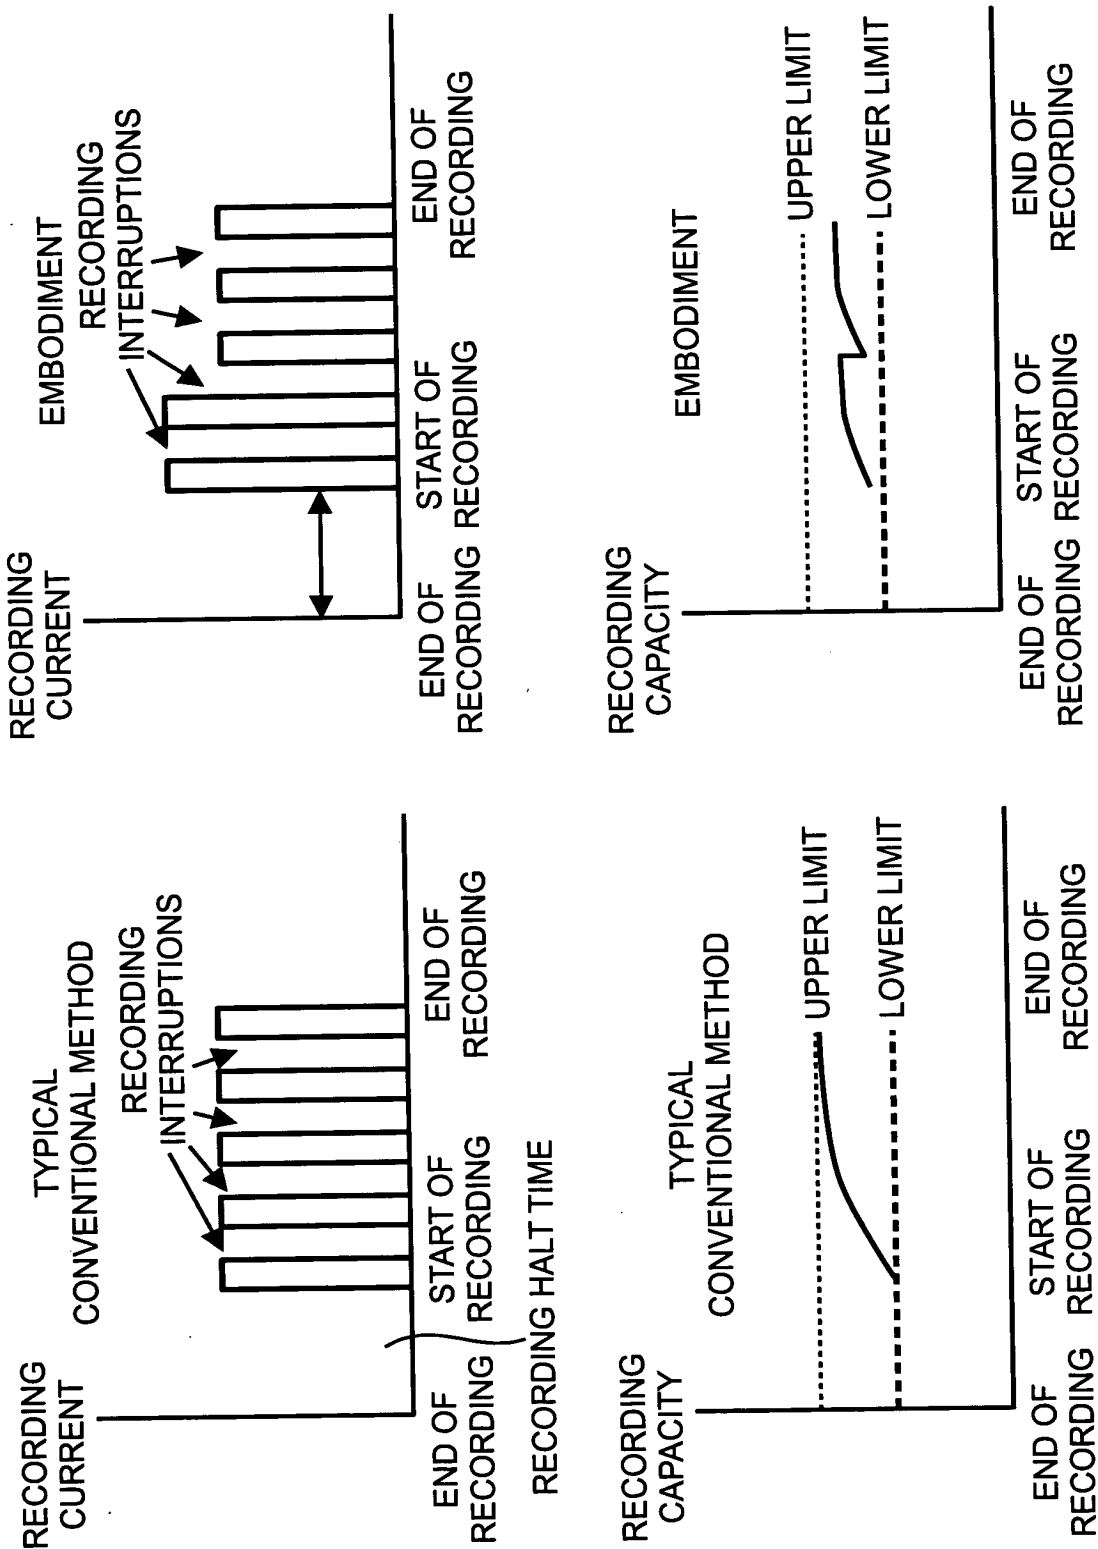 RECORDING
CURRENT
TYPICAL
CONVENTIONAL METHOD
RECORDING
INTERRUPTIONS
END OF
RECORDING
START OF
RECORDING
END OF
RECORDING
RECORDING HALT TIME
RECORDING
CURRENT
EMBODIMENT
RECORDING
INTERRUPTIONS
END OF
RECORDING
START OF
RECORDING
END OF
RECORDING
RECORDING
CAPACITY
TYPICAL
CONVENTIONAL METHOD
UPPER LIMIT
LOWER LIMIT
END OF
RECORDING
START OF
RECORDING
END OF
RECORDING
RECORDING
CAPACITY
EMBODIMENT
UPPER LIMIT
LOWER LIMIT
END OF
RECORDING
START OF
RECORDING
END OF
RECORDING